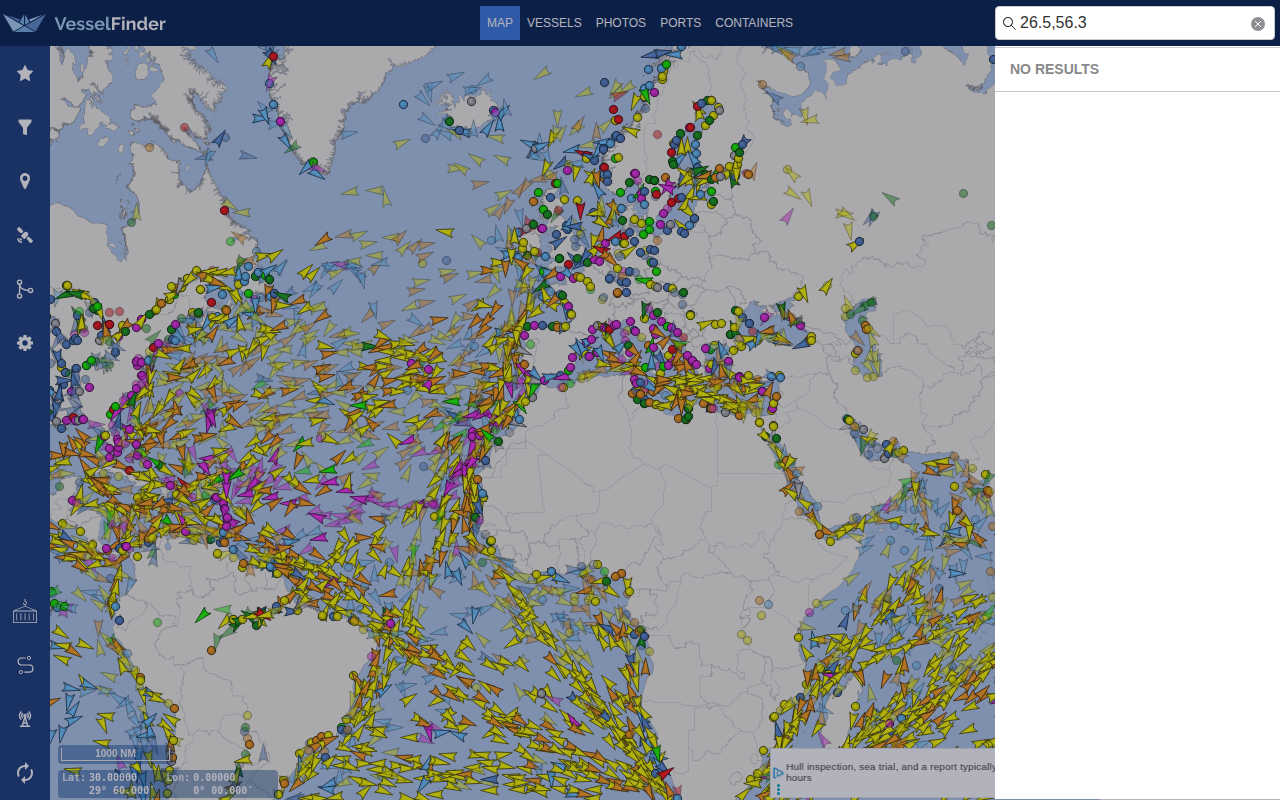 VesselFinder
MAP VESSELS PHOTOS PORTS CONTAINERS
26.5,56.3
NO RESULTS
1000 NM
Lat: 30.00000 Lon: 0.00000
29° 60.000' 0° 00.000'
Hull inspection, sea trial, and a report typically
hours